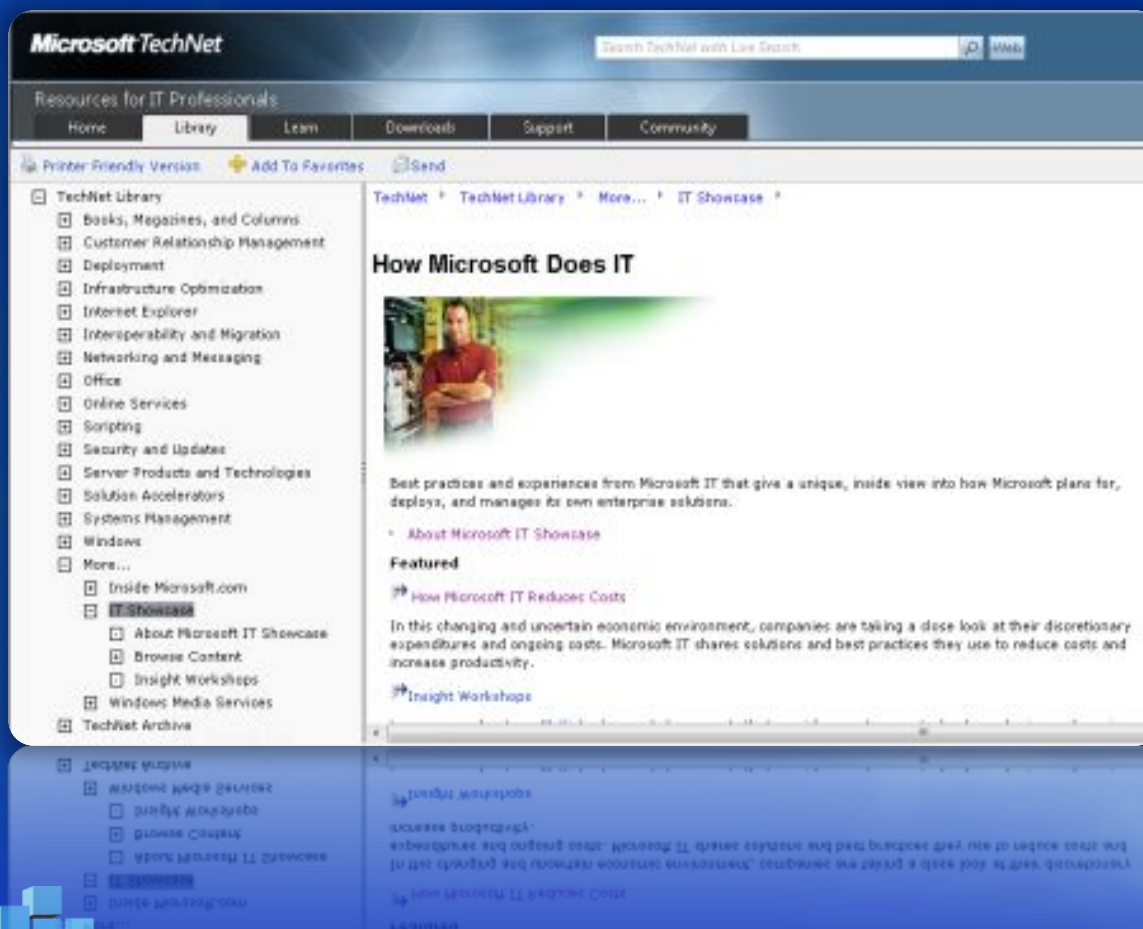 Microsoft TechNet
Search TechNet with Live Search
Web
Resources for IT Professionals
Home Library Learn Downloads Support Community
Printer Friendly Version Add To Favorites Send
TechNet Library
Books, Magazines, and Columns
Customer Relationship Management
Deployment
Infrastructure Optimization
Internet Explorer
Interoperability and Migration
Networking and Messaging
Office
Online Services
Scripting
Security and Updates
Server Products and Technologies
Solution Accelerators
Systems Management
Windows
More...
Inside Microsoft.com
IT Showcase
About Microsoft IT Showcase
Browse Content
Insight Workshops
Windows Media Services
TechNet Archive
TechNet TechNet Library More... IT Showcase
How Microsoft Does IT
Best practices and experiences from Microsoft IT that give a unique, inside view into how Microsoft plans for,
deploys, and manages its own enterprise solutions.
About Microsoft IT Showcase
Featured
How Microsoft IT Reduces Costs
In this changing and uncertain economic environment, companies are taking a close look at their discretionary
expenditures and ongoing costs. Microsoft IT shares solutions and best practices they use to reduce costs and
increase productivity.
Insight Workshops